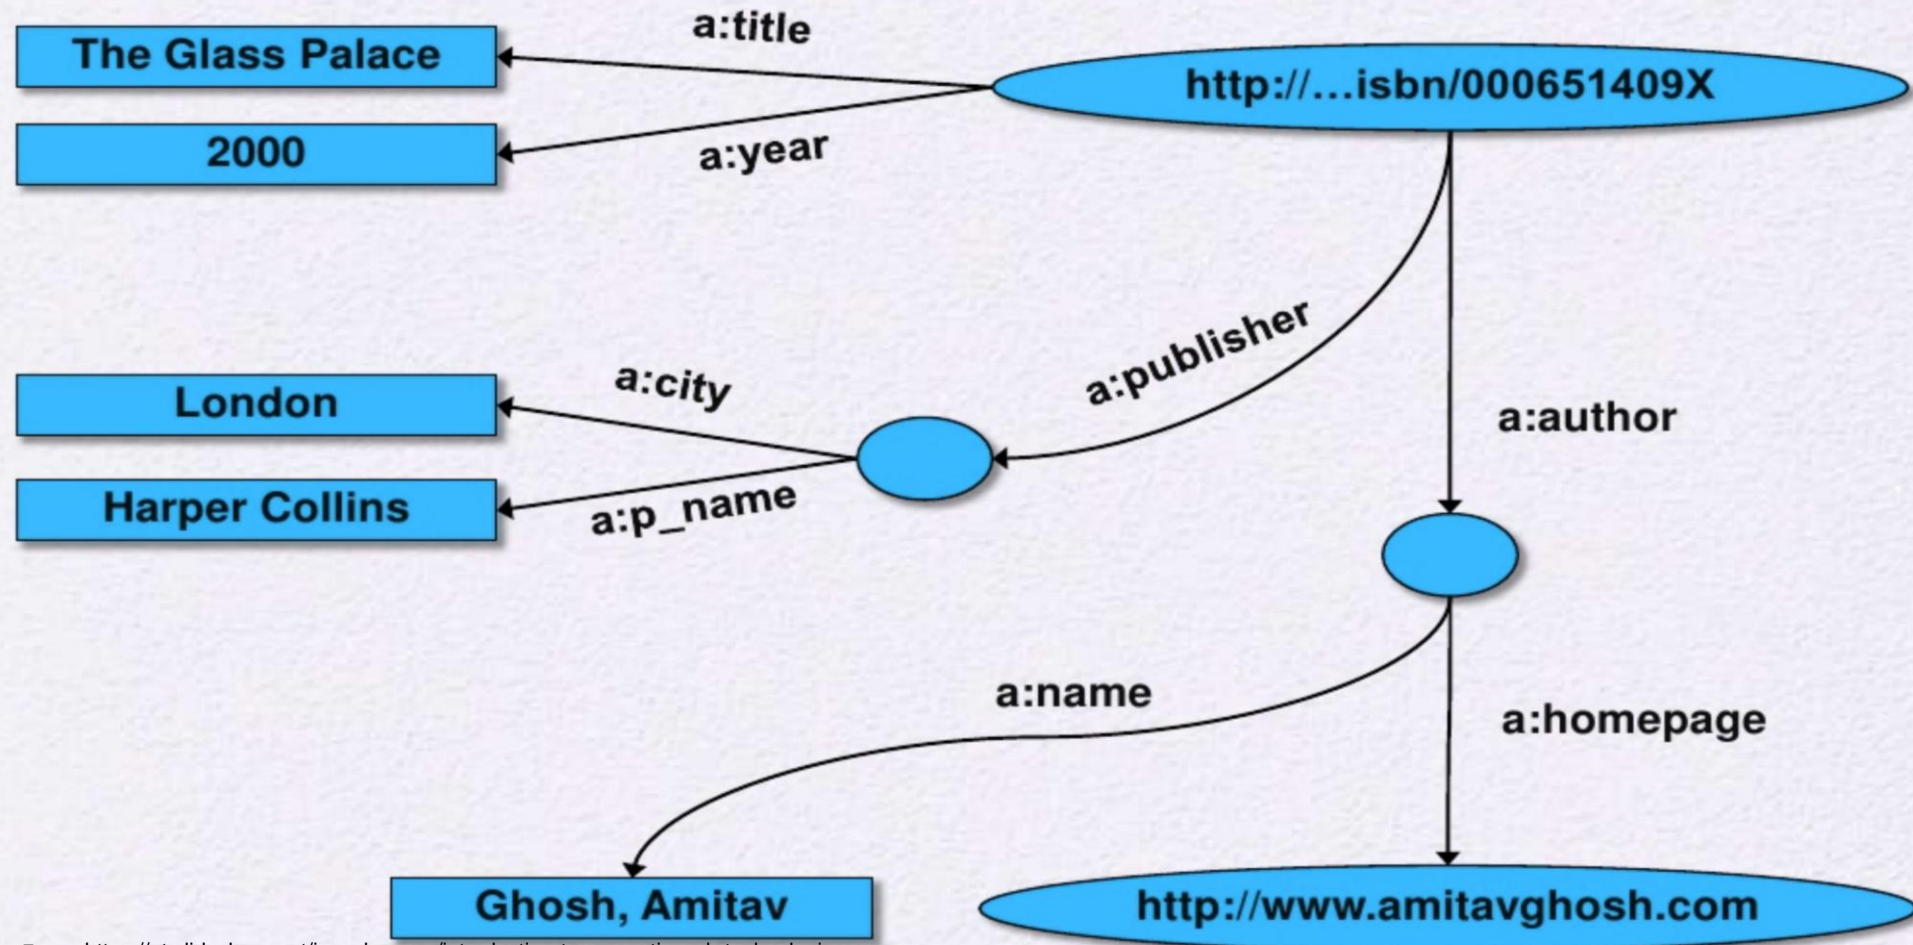 a:title
The Glass Palace
http://...isbn/000651409X
2000
a:year
a:publisher
a:city
London
a:author
Harper Collins
a:p_name
a:name
a:homepage
Ghosh, Amitav
http://www.amitavghosh.com